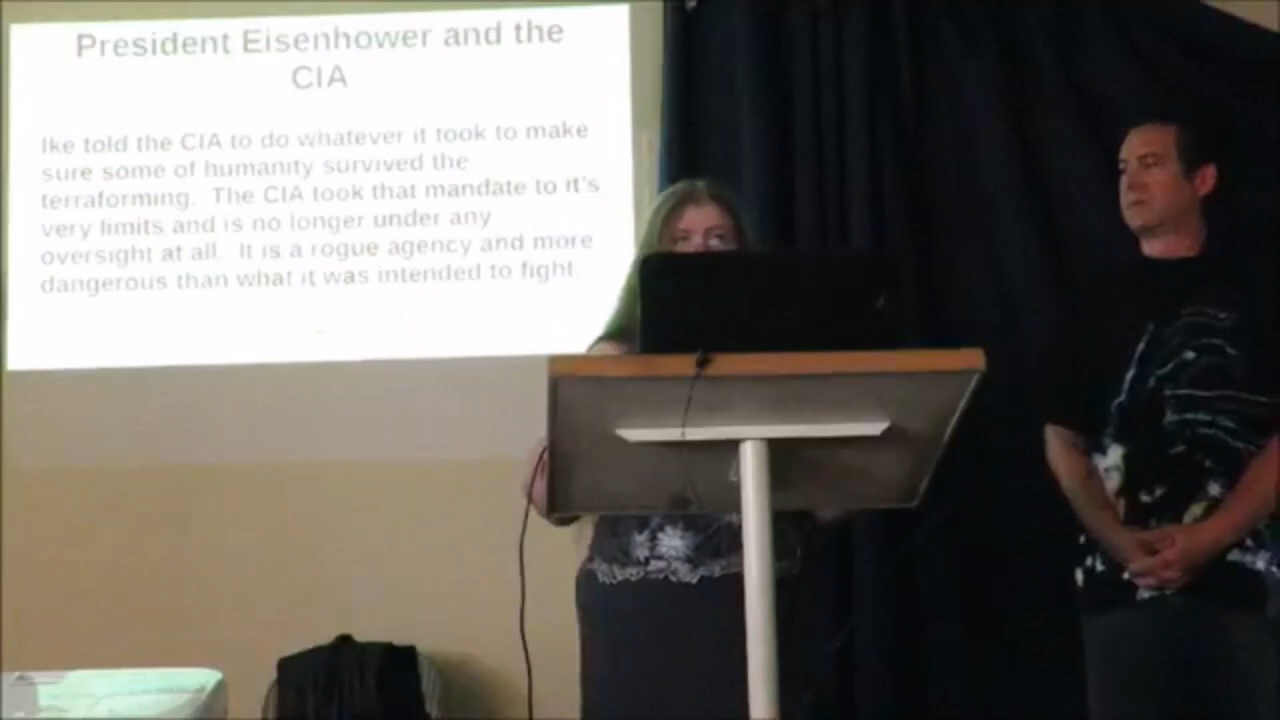 President Eisenhower and the
CIA
Ike told the CIA to do whatever it took to make
sure some of humanity survived the
terraforming. The CIA took that mandate to it's
very limits and is no longer under any
oversight at all. It is a rogue agency and more
dangerous than what it was intended to fight.